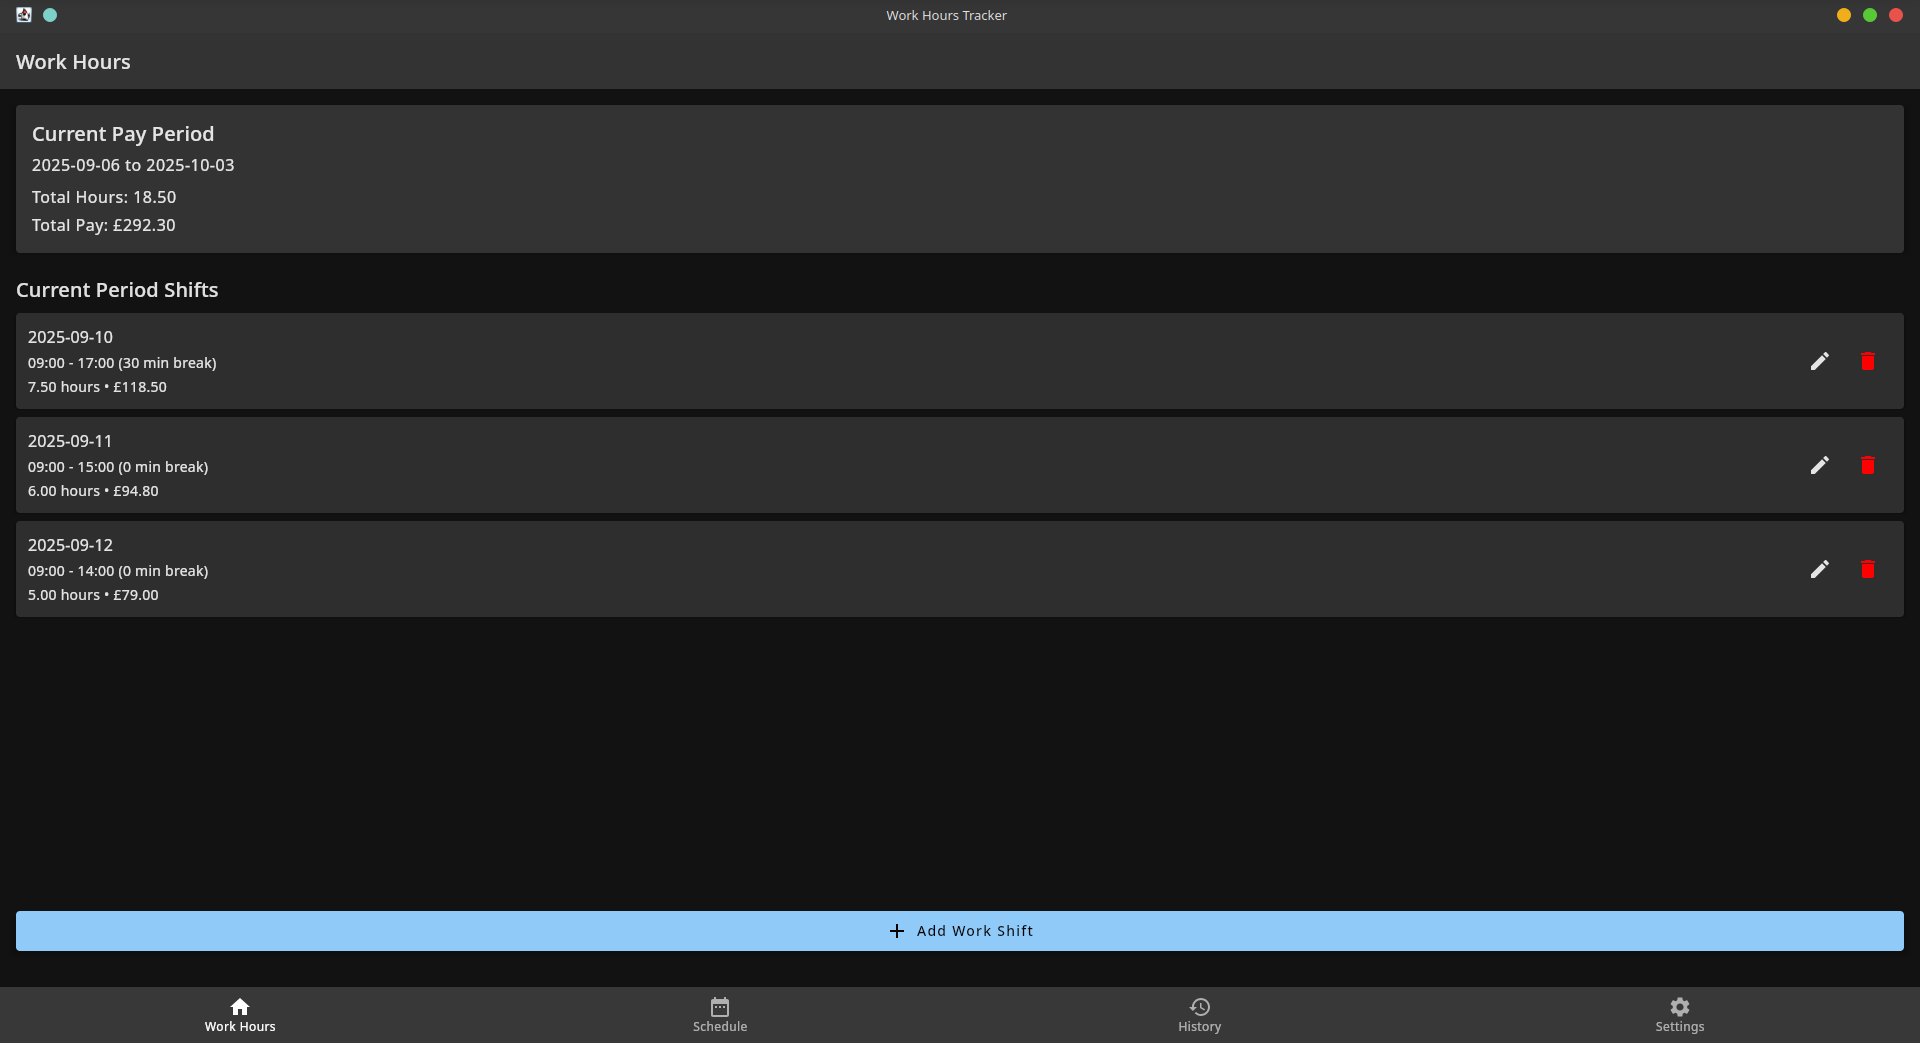 Work Hours Tracker
Work Hours
Current Pay Period
2025-09-06 to 2025-10-03
Total Hours: 18.50
Total Pay: £292.30
Current Period Shifts
2025-09-10
09:00 - 17:00 (30 min break)
7.50 hours • £118.50
2025-09-11
09:00 - 15:00 (0 min break)
6.00 hours • £94.80
2025-09-12
09:00 - 14:00 (0 min break)
5.00 hours • £79.00
Add Work Shift
Work Hours
Schedule
History
Settings